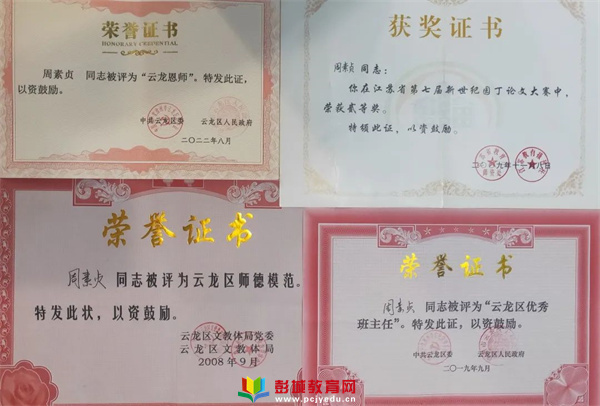 荣誉证书
HONORARY CREDENTIAL
周素贞 同志被评为“云龙恩师”。特发此证，
以资鼓励。
中共云龙区委 云龙区人民政府
二〇二二年八月
获奖证书
周素贞 同志：
你在江苏省第七届新世纪园丁论文大赛中，
荣获贰等奖。
特颁此证，以资鼓励。
荣誉证书
周素贞 同志被评为云龙区师德模范。
特发此状，以资鼓励。
云龙区文教体局党委
云龙区文教体局
2008年9月
荣誉证书
周素贞 同志被评为“云龙区优秀
班主任”。特发此证，以资鼓励。
中共云龙区委 云龙区人民政府
二〇一九年九月
彭城教育网
www.pcjyedu.cn